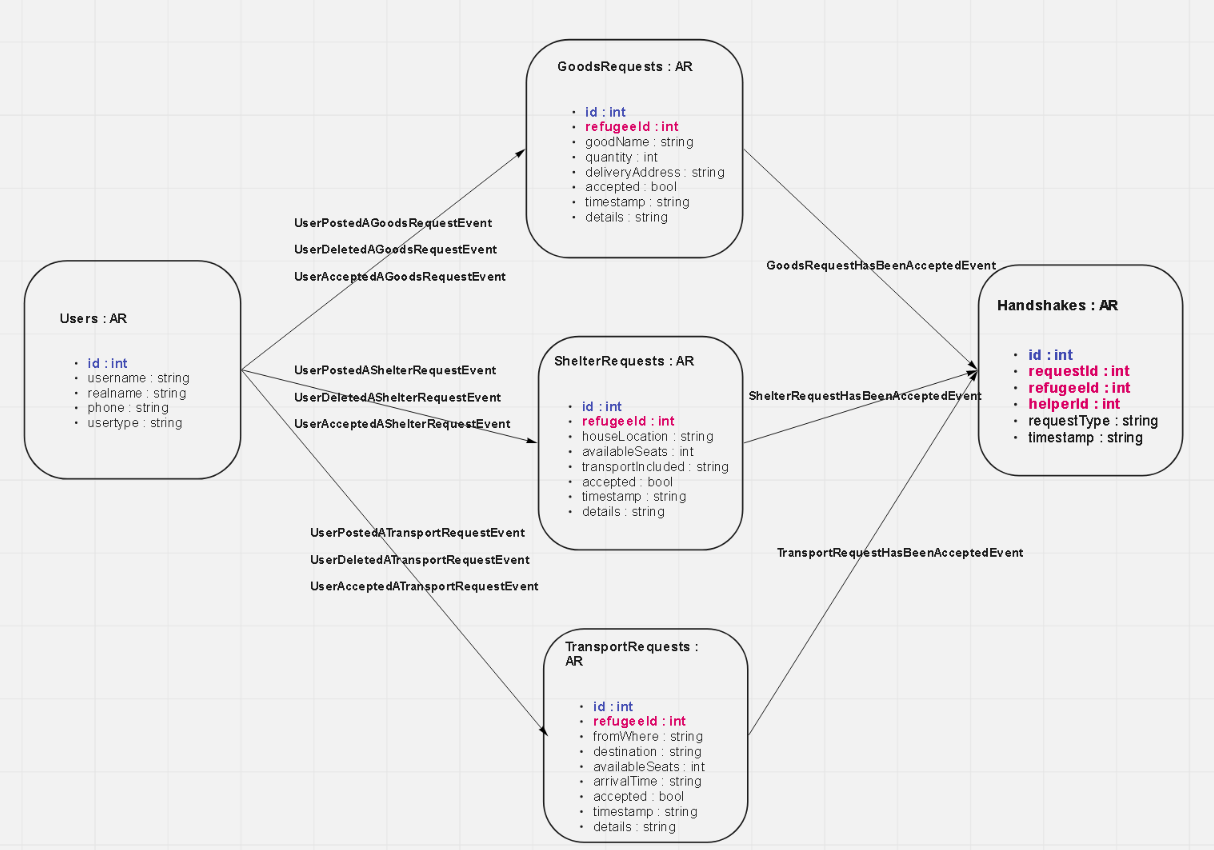 GoodsRequests : AR
• id : int
• refugeeId : int
• goodName : string
• quantity : int
• deliveryAddress : string
• accepted : bool
• timestamp : string
• details : string
UserPostedAGoodsRequestEvent
UserDeletedAGoodsRequestEvent
UserAcceptedAGoodsRequestEvent
GoodsRequestHasBeenAcceptedEvent
Users : AR
• id : int
• username : string
• realname : string
• phone : string
• usertype : string
Handshakes : AR
• id : int
• requestId : int
• refugeeId : int
• helperId : int
• requestType : string
• timestamp : string
UserPostedAShelterRequestEvent
UserDeletedAShelterRequestEvent
UserAcceptedAShelterRequestEvent
ShelterRequests : AR
• id : int
• refugeeId : int
• houseLocation : string
• availableSeats : int
• transportIncluded : string
• accepted : bool
• timestamp : string
• details : string
ShelterRequestHasBeenAcceptedEvent
UserPostedATransportRequestEvent
UserDeletedATransportRequestEvent
UserAcceptedATransportRequestEvent
TransportRequestHasBeenAcceptedEvent
TransportRequests :
AR
• id : int
• refugeeId : int
• fromWhere : string
• destination : string
• availableSeats : int
• arrivalTime : string
• accepted : bool
• timestamp : string
• details : string